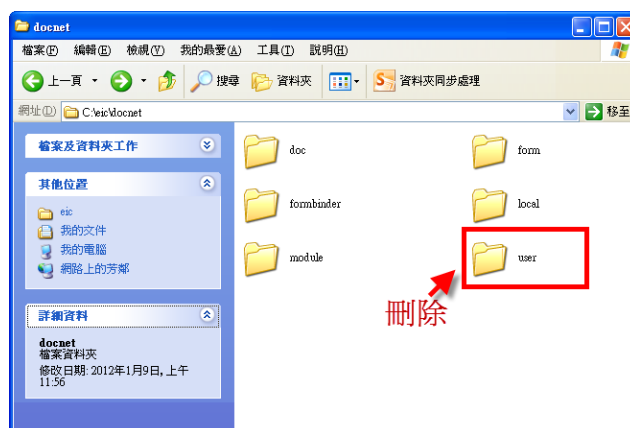 docnet
檔案(F) 編輯(E) 檢視(V) 我的最愛(A) 工具(T) 說明(H)
上一頁 搜尋 資料夾 資料夾同步處理
網址(D) C:\eic\docnet 移至
檔案及資料夾工作
其他位置
eic
我的文件
我的電腦
網路上的芳鄰
詳細資料
docnet
檔案資料夾
修改日期: 2012年1月9日, 上午
11:56
doc form
formbinder local
module user
刪除